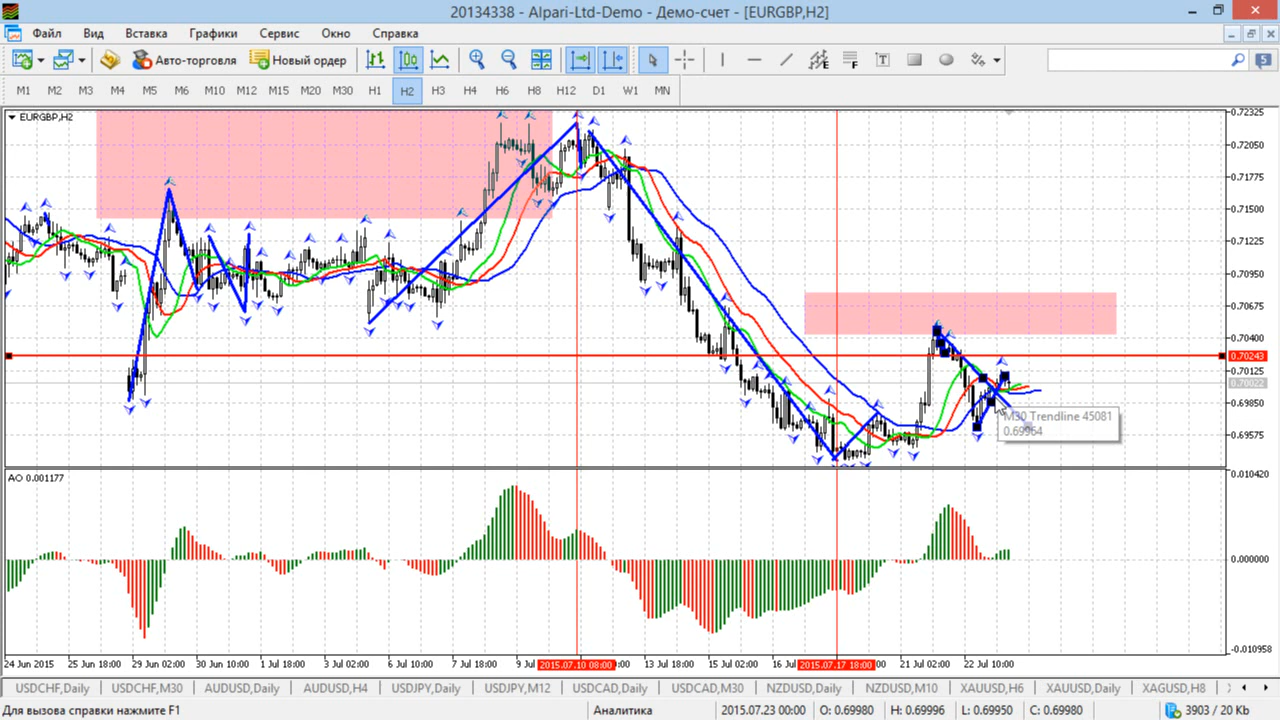 20134338 - Alpari-Ltd-Demo - Демо-счет - [EURGBP,H2]
Файл Вид Вставка Графики Сервис Окно Справка
Авто-торговля Новый ордер
M1 M2 M3 M4 M5 M6 M10 M12 M15 M20 M30 H1 H2 H3 H4 H6 H8 H12 D1 W1 MN
EURGBP,H2
0.72325
0.72050
0.71775
0.71500
0.71225
0.70950
0.70675
0.70400
0.70243
0.70125
0.70022
0.69850
0.69575
M30 Trendline 45081
0.69964
AO 0.001177
0.010420
0.000000
-0.010958
24 Jun 2015 25 Jun 18:00 29 Jun 02:00 30 Jun 10:00 1 Jul 18:00 3 Jul 02:00 6 Jul 10:00 7 Jul 18:00 9 Jul 2015.07.10 08:00 13 Jul 18:00 15 Jul 02:00 16 Jul 2015.07.17 18:00 21 Jul 02:00 22 Jul 10:00
USDCHF,Daily USDCHF,M30 AUDUSD,Daily AUDUSD,H4 USDJPY,Daily USDJPY,M12 USDCAD,Daily USDCAD,M30 NZDUSD,Daily NZDUSD,M10 XAUUSD,H6 XAUUSD,Daily XAGUSD,H8
Для вызова справки нажмите F1 Аналитика 2015.07.23 00:00 O: 0.69980 H: 0.69996 L: 0.69950 C: 0.69980 3903 / 20 Kb